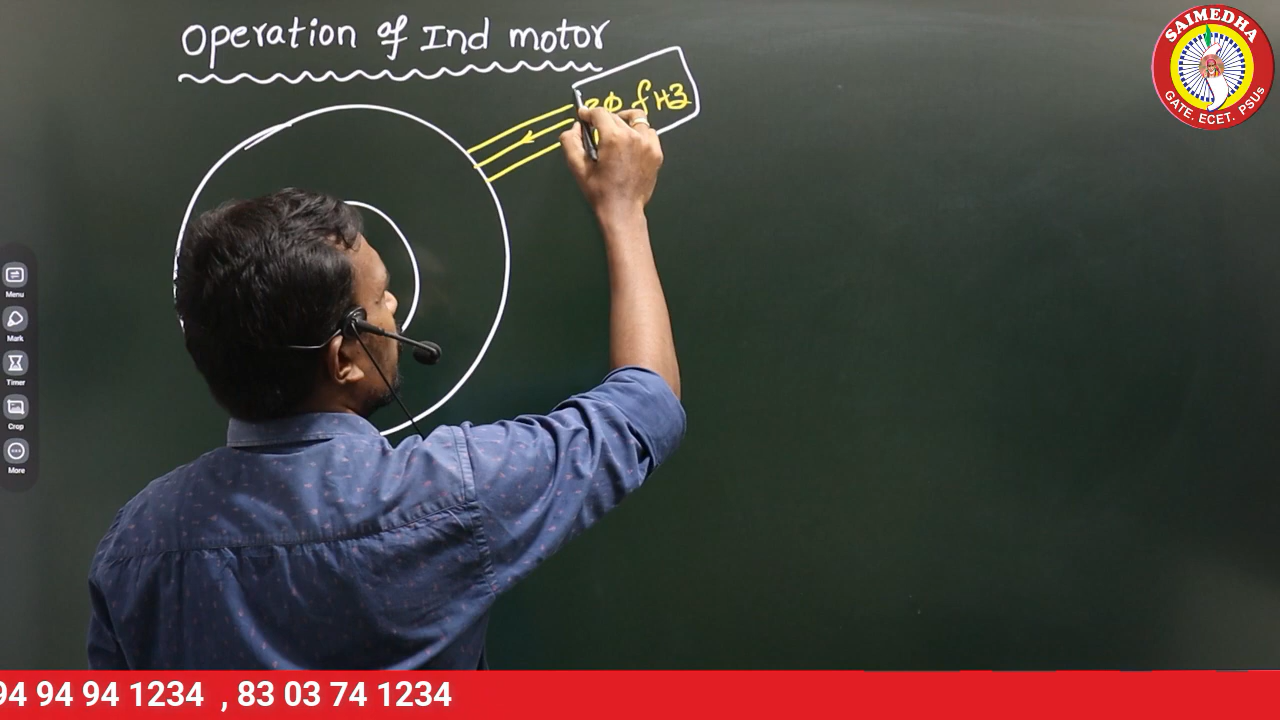 Operation of Ind motor
3φ f Hz
SAIMEDHA
GATE. ECET. PSUs
Menu
Mark
Timer
Crop
More
94 94 94 1234 , 83 03 74 1234